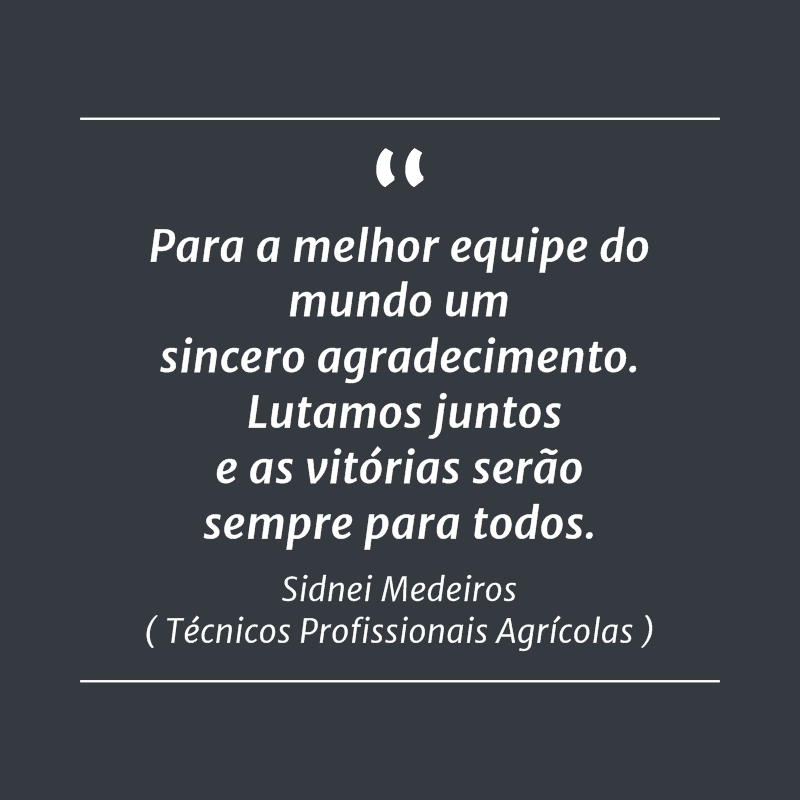 “
Para a melhor equipe do
mundo um
sincero agradecimento.
Lutamos juntos
e as vitórias serão
sempre para todos.
Sidnei Medeiros
( Técnicos Profissionais Agrícolas )